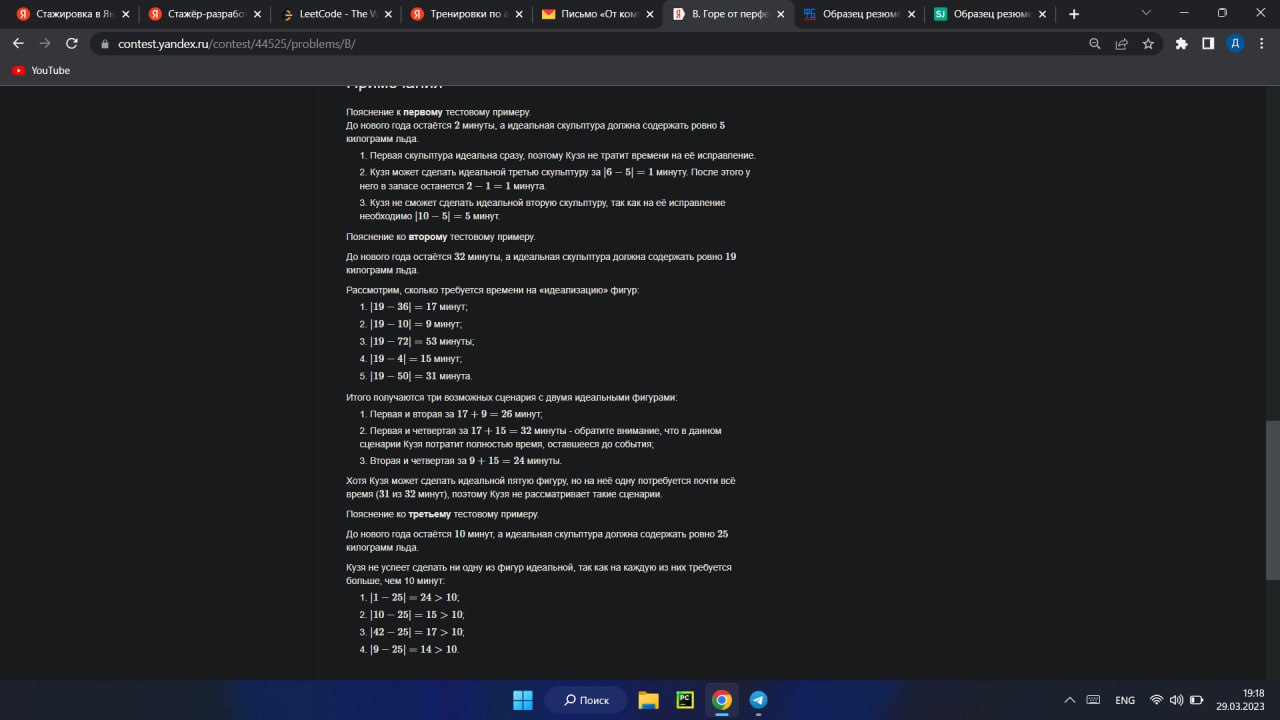 Стажировка в Ян
Стажёр-разработ
LeetCode - The W
Тренировки по а
Письмо «От ком
В. Горе от перфе
Образец резюме
Образец резюме
contest.yandex.ru/contest/44525/problems/B/
Д
YouTube
Примечания
Пояснение к первому тестовому примеру.
До нового года остаётся 2 минуты, а идеальная скульптура должна содержать ровно 5
килограмм льда.
1. Первая скульптура идеальна сразу, поэтому Кузя не тратит времени на её исправление.
2. Кузя может сделать идеальной третью скульптуру за |6 − 5| = 1 минуту. После этого у
него в запасе останется 2 − 1 = 1 минута.
3. Кузя не сможет сделать идеальной вторую скульптуру, так как на её исправление
необходимо |10 − 5| = 5 минут.
Пояснение ко второму тестовому примеру.
До нового года остаётся 32 минуты, а идеальная скульптура должна содержать ровно 19
килограмм льда.
Рассмотрим, сколько требуется времени на «идеализацию» фигур:
1. |19 − 36| = 17 минут;
2. |19 − 10| = 9 минут;
3. |19 − 72| = 53 минуты;
4. |19 − 4| = 15 минут;
5. |19 − 50| = 31 минута.
Итого получаются три возможных сценария с двумя идеальными фигурами:
1. Первая и вторая за 17 + 9 = 26 минут;
2. Первая и четвертая за 17 + 15 = 32 минуты - обратите внимание, что в данном
сценарии Кузя потратит полностью время, оставшееся до события;
3. Вторая и четвертая за 9 + 15 = 24 минуты.
Хотя Кузя может сделать идеальной пятую фигуру, но на неё одну потребуется почти всё
время (31 из 32 минут), поэтому Кузя не рассматривает такие сценарии.
Пояснение ко третьему тестовому примеру.
До нового года остаётся 10 минут, а идеальная скульптура должна содержать ровно 25
килограмм льда.
Кузя не успеет сделать ни одну из фигур идеальной, так как на каждую из них требуется
больше, чем 10 минут:
1. |1 − 25| = 24 > 10;
2. |10 − 25| = 15 > 10;
3. |42 − 25| = 17 > 10;
4. |9 − 25| = 14 > 10.
Поиск
PC
ENG
19:18
29.03.2023